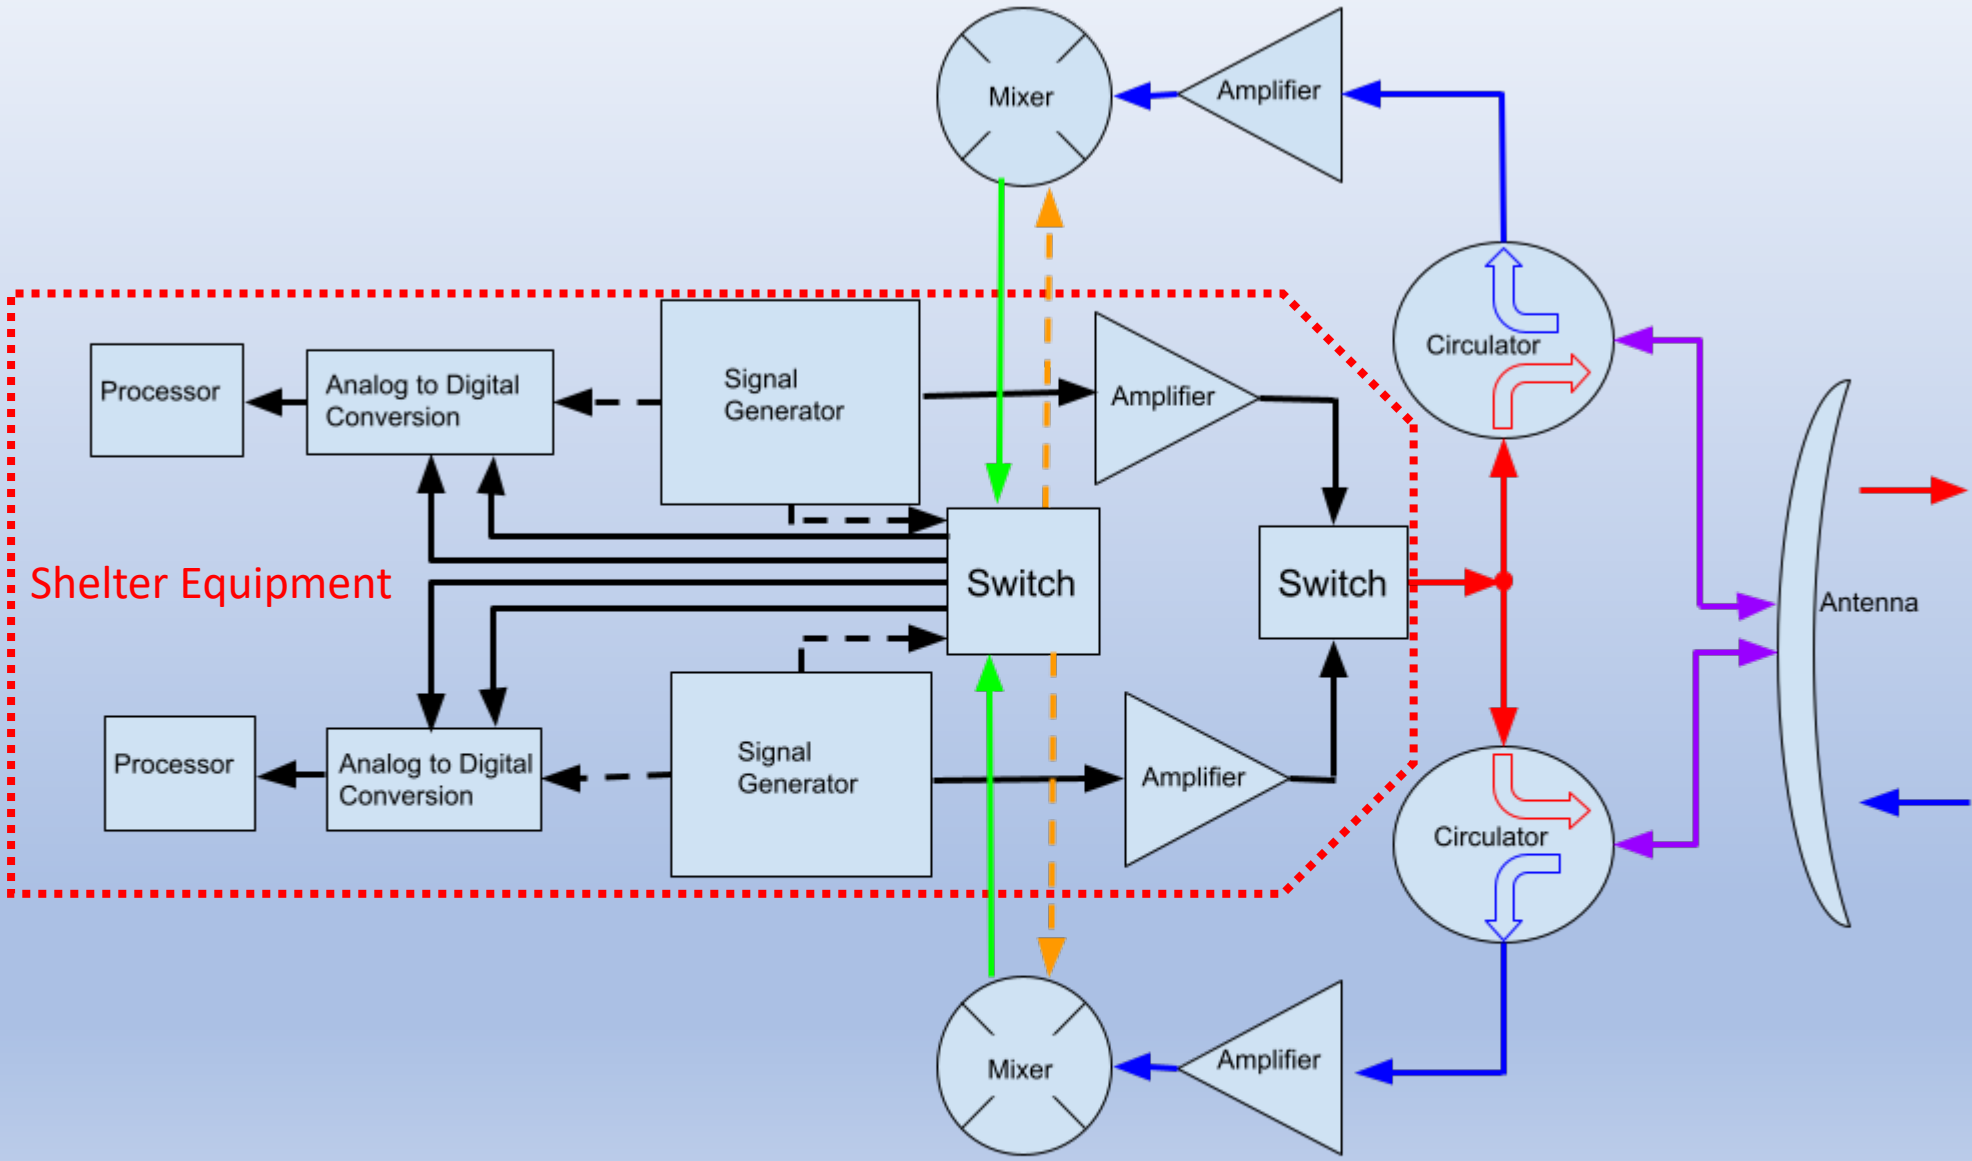 Mixer
Amplifier
Circulator
Processor
Analog to Digital
Conversion
Signal
Generator
Amplifier
Shelter Equipment
Switch
Switch
Antenna
Processor
Analog to Digital
Conversion
Signal
Generator
Amplifier
Circulator
Mixer
Amplifier